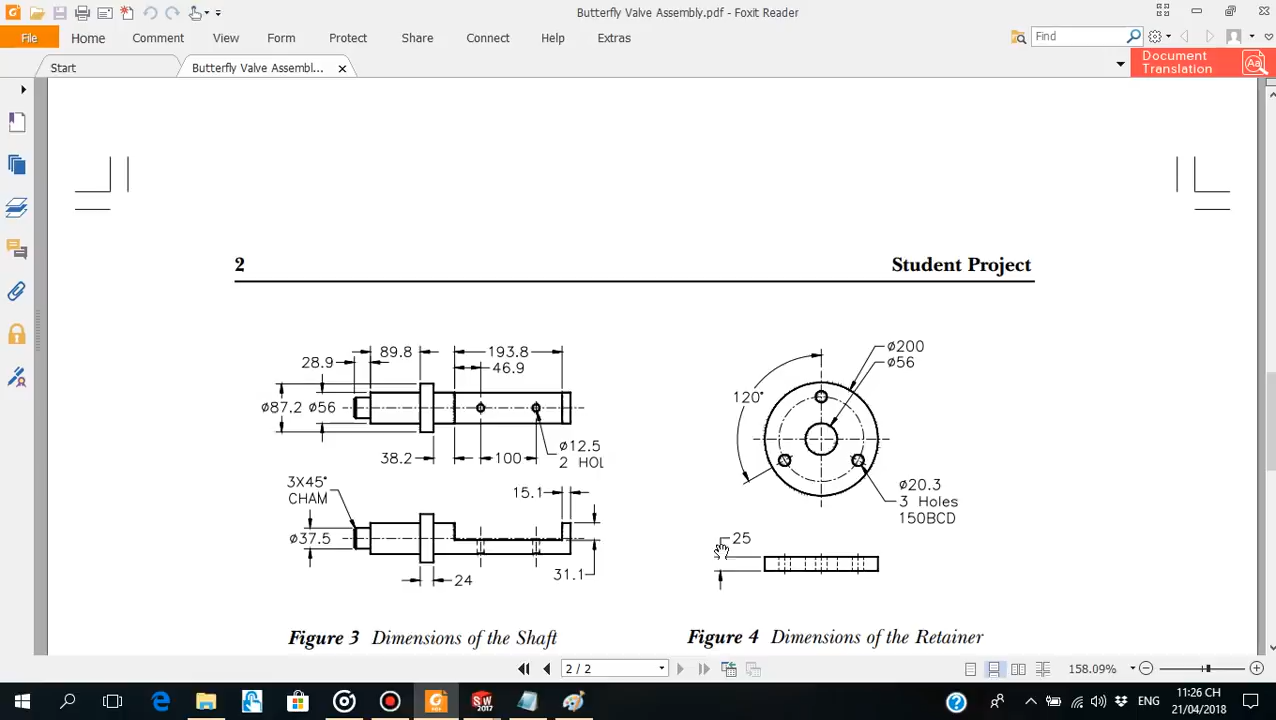 Butterfly Valve Assembly.pdf - Foxit Reader
File Home Comment View Form Protect Share Connect Help Extras
Find
Start
Butterfly Valve Assembl...
Document
Translation
2
Student Project
28.9
89.8
193.8
46.9
ø87.2
ø56
38.2
100
ø12.5
2 HOL
3X45°
CHAM
15.1
ø37.5
24
31.1
ø200
ø56
120°
ø20.3
3 Holes
150BCD
25
Figure 3 Dimensions of the Shaft
Figure 4 Dimensions of the Retainer
2 / 2
158.09%
ENG
11:26 CH
21/04/2018
SW
2017